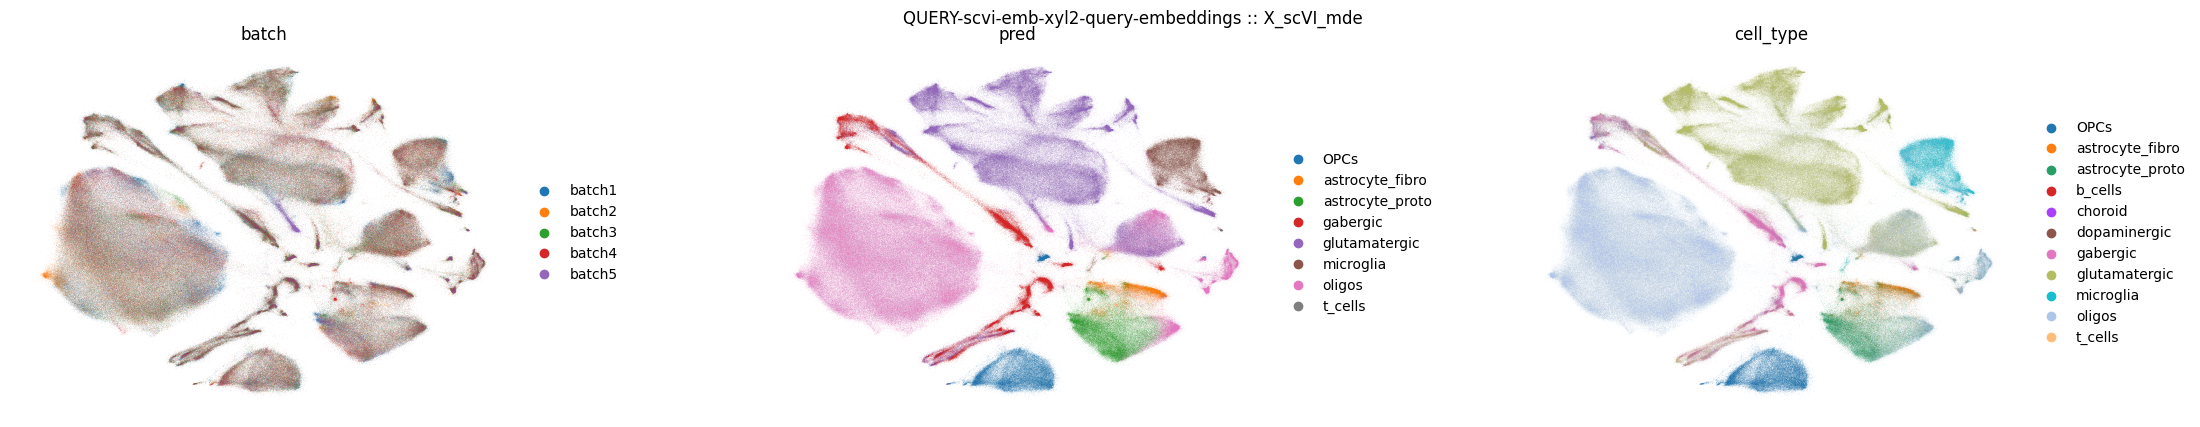 QUERY-scvi-emb-xyl2-query-embeddings :: X_scVI_mde
batch
batch1
batch2
batch3
batch4
batch5
pred
OPCs
astrocyte_fibro
astrocyte_proto
gabergic
glutamatergic
microglia
oligos
t_cells
cell_type
OPCs
astrocyte_fibro
astrocyte_proto
b_cells
choroid
dopaminergic
gabergic
glutamatergic
microglia
oligos
t_cells